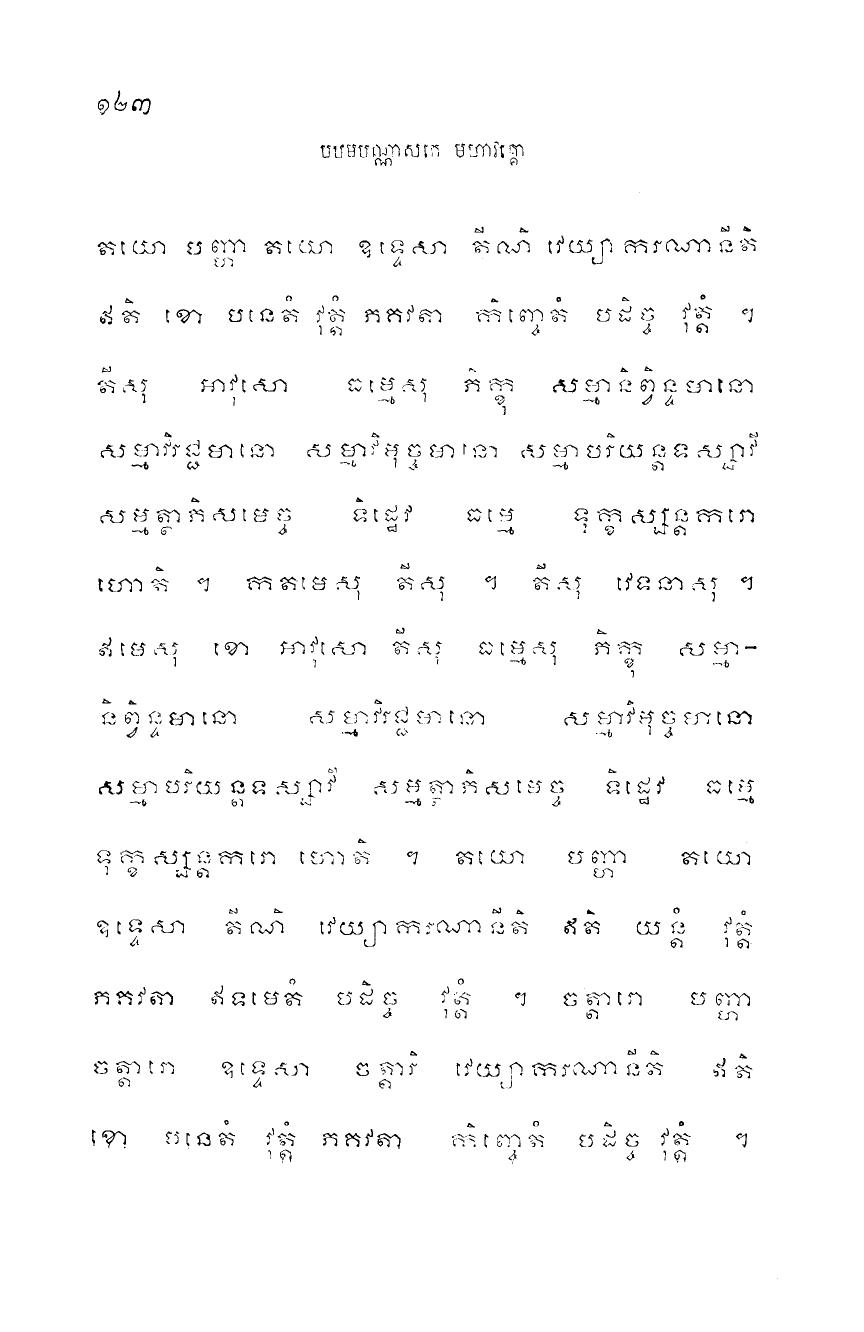 ១២៣
បឋមបណ្ណាសកេ មហាវគ្គោ
តយោ បញ្ហា តយោ ឧទ្ទេសា តីណិ វេយ្យាករណានីតិ
ឥតិ ខោ បនេតំ វុត្តំ ភគវតា កិញ្ចេតំ បដិច្ច វុត្តំ ។
តីសុ អាវុសោ ធម្មេសុ ភិក្ខុ សម្មានិព្វិន្ទមានោ
សម្មាវិរជ្ជមានោ សម្មាវិមុច្ចមានោ សម្មាបរិយន្តទស្សាវី
សម្មត្ថាភិសមេច្ច ទិដ្ឋេវ ធម្មេ ទុក្ខស្សន្តករោ
ហោតិ ។ កតមេសុ តីសុ ។ តីសុ វេទនាសុ ។
ឥមេសុ ខោ អាវុសោ តីសុ ធម្មេសុ ភិក្ខុ សម្មា-
និព្វិន្ទមានោ សម្មាវិរជ្ជមានោ សម្មាវិមុច្ចមានោ
សម្មាបរិយន្តទស្សាវី សម្មត្ថាភិសមេច្ច ទិដ្ឋេវ ធម្មេ
ទុក្ខស្សន្តករោ ហោតិ ។ តយោ បញ្ហា តយោ
ឧទ្ទេសា តីណិ វេយ្យាករណានីតិ ឥតិ យន្តំ វុត្តំ
ភគវតា ឥទមេតំ បដិច្ច វុត្តំ ។ ចត្តារោ បញ្ហា
ចត្តារោ ឧទ្ទេសា ចត្តារិ វេយ្យាករណានីតិ ឥតិ
ខោ បនេតំ វុត្តំ ភគវតា កិញ្ចេតំ បដិច្ច វុត្តំ ។